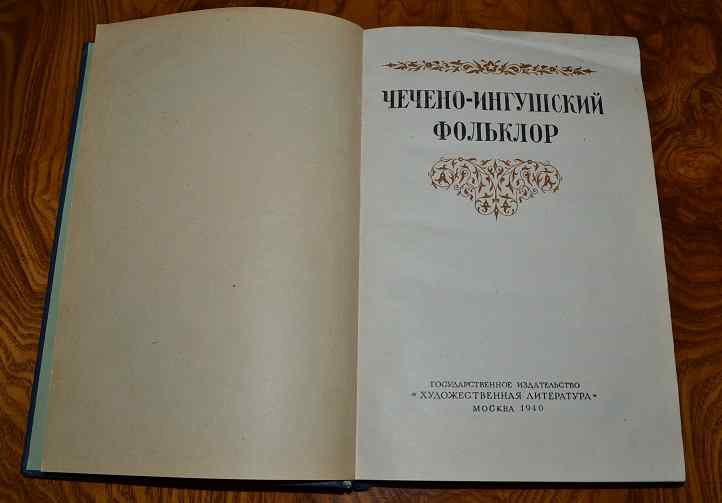 ЧЕЧЕНО-ИНГУШСКИЙ
ФОЛЬКЛОР
ГОСУДАРСТВЕННОЕ ИЗДАТЕЛЬСТВО
"ХУДОЖЕСТВЕННАЯ ЛИТЕРАТУРА"
МОСКВА 1940